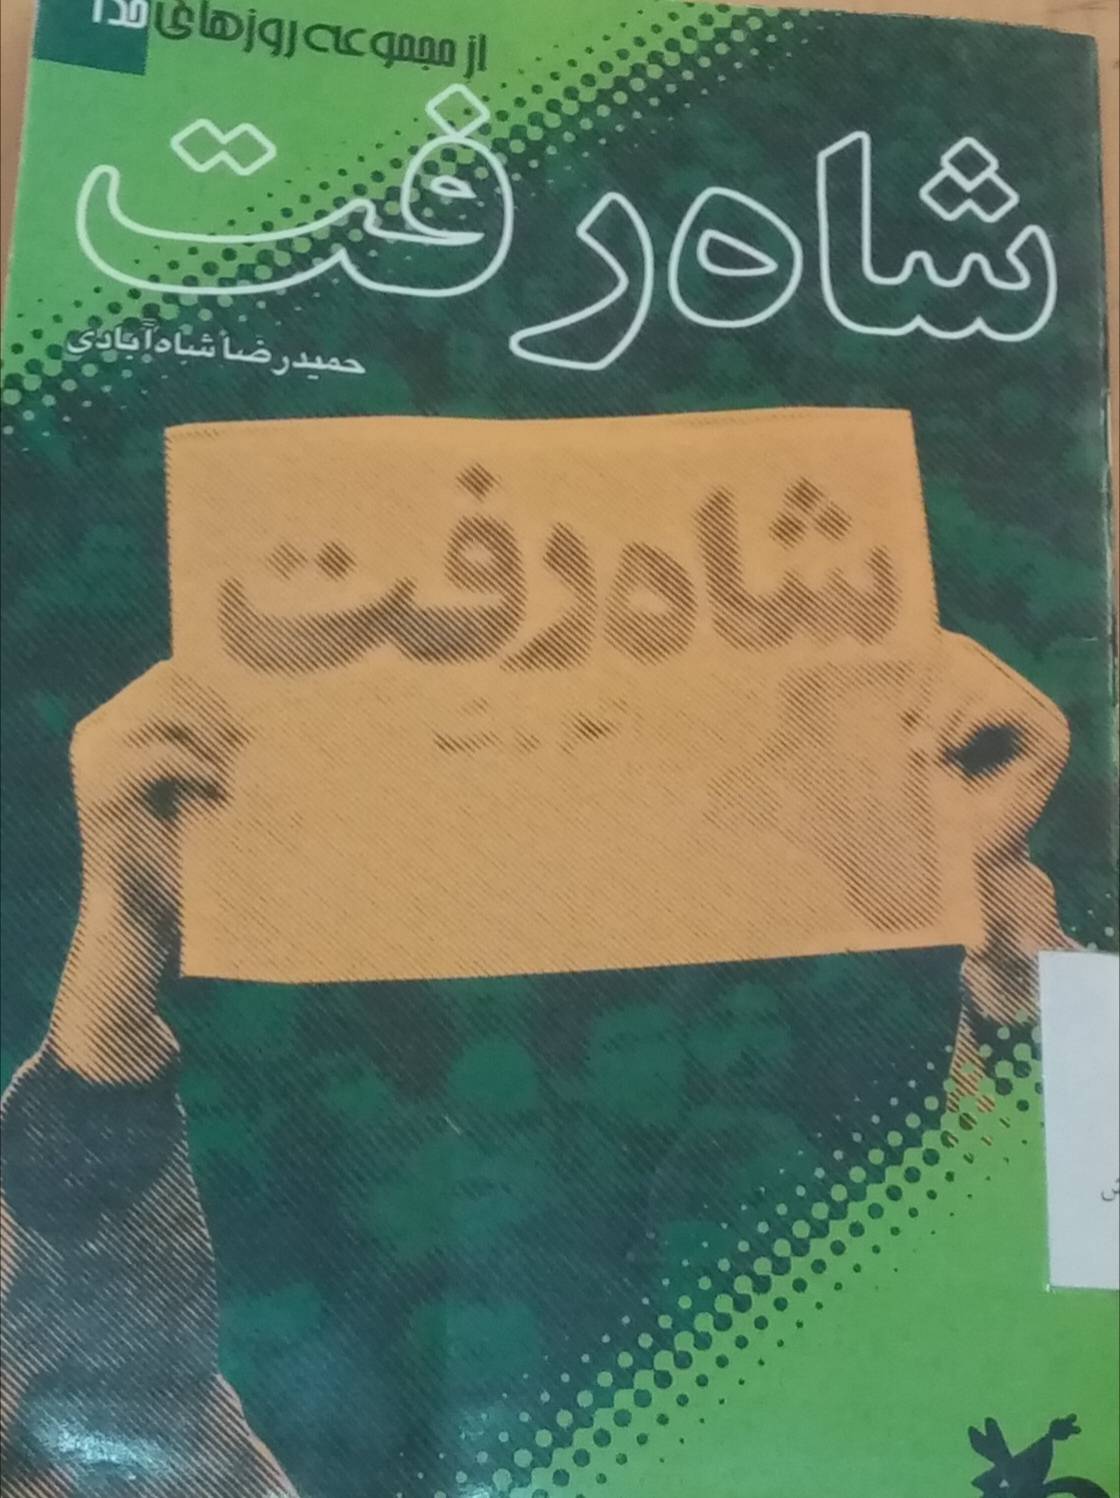 از مجموعه روزهای خدا
شاه رفت
حمیدرضا شاه‌آبادی
شاه رفت